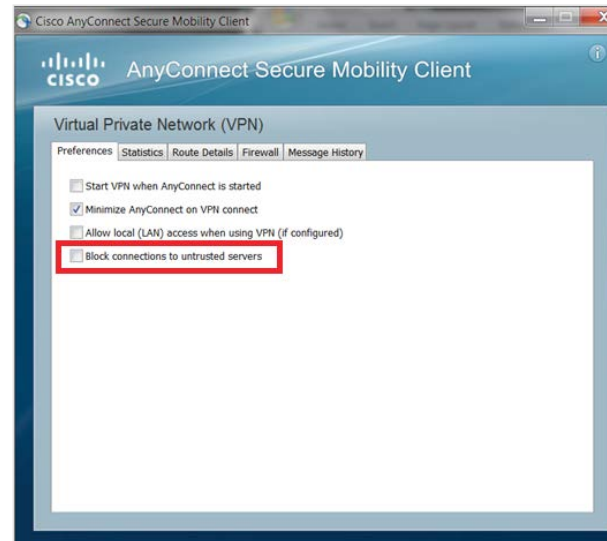 Cisco AnyConnect Secure Mobility Client
CISCO
AnyConnect Secure Mobility Client
Virtual Private Network (VPN)
Preferences Statistics Route Details Firewall Message History
Start VPN when AnyConnect is started
Minimize AnyConnect on VPN connect
Allow local (LAN) access when using VPN (if configured)
Block connections to untrusted servers